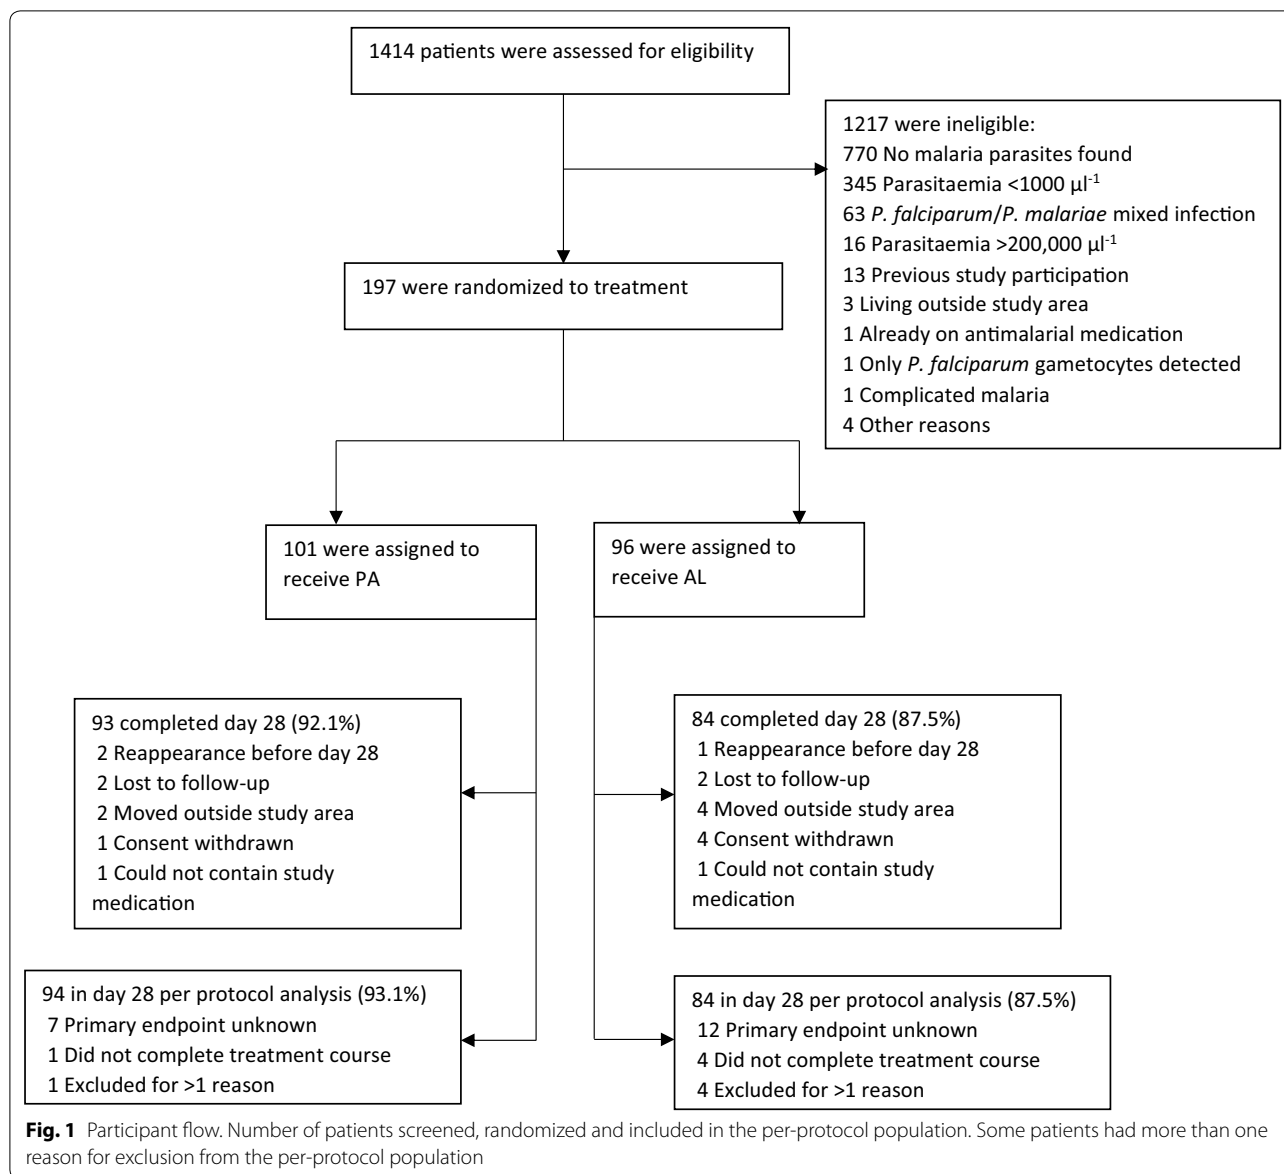 1414 patients were assessed for eligibility
1217 were ineligible:
770 No malaria parasites found
345 Parasitaemia <1000 µl-1
63 P. falciparum/P. malariae mixed infection
16 Parasitaemia >200,000 µl-1
13 Previous study participation
3 Living outside study area
1 Already on antimalarial medication
1 Only P. falciparum gametocytes detected
1 Complicated malaria
4 Other reasons
197 were randomized to treatment
101 were assigned to
receive PA
96 were assigned to
receive AL
93 completed day 28 (92.1%)
2 Reappearance before day 28
2 Lost to follow-up
2 Moved outside study area
1 Consent withdrawn
1 Could not contain study
medication
84 completed day 28 (87.5%)
1 Reappearance before day 28
2 Lost to follow-up
4 Moved outside study area
4 Consent withdrawn
1 Could not contain study
medication
94 in day 28 per protocol analysis (93.1%)
7 Primary endpoint unknown
1 Did not complete treatment course
1 Excluded for >1 reason
84 in day 28 per protocol analysis (87.5%)
12 Primary endpoint unknown
4 Did not complete treatment course
4 Excluded for >1 reason
Fig. 1 Participant flow. Number of patients screened, randomized and included in the per-protocol population. Some patients had more than one
reason for exclusion from the per-protocol population